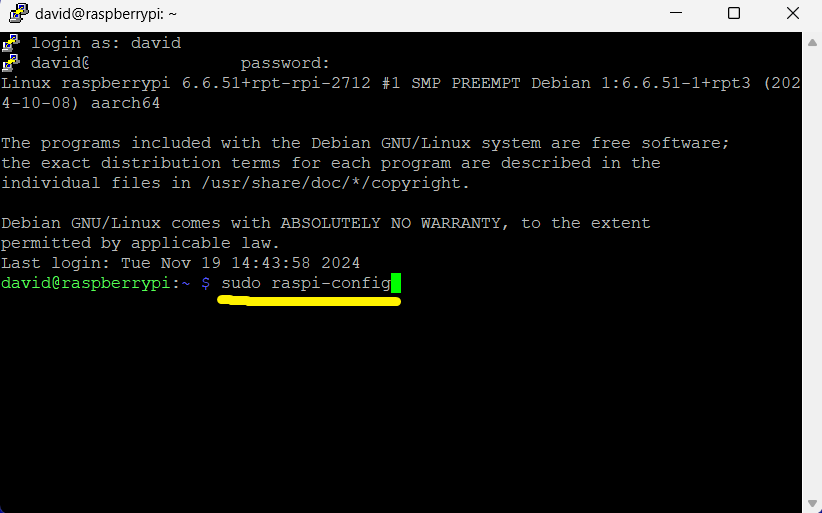 david@raspberrypi: ~
login as: david
david@ password:
Linux raspberrypi 6.6.51+rpt-rpi-2712 #1 SMP PREEMPT Debian 1:6.6.51-1+rpt3 (202
4-10-08) aarch64
The programs included with the Debian GNU/Linux system are free software;
the exact distribution terms for each program are described in the
individual files in /usr/share/doc/*/copyright.
Debian GNU/Linux comes with ABSOLUTELY NO WARRANTY, to the extent
permitted by applicable law.
Last login: Tue Nov 19 14:43:58 2024
david@raspberrypi:~ $ sudo raspi-config